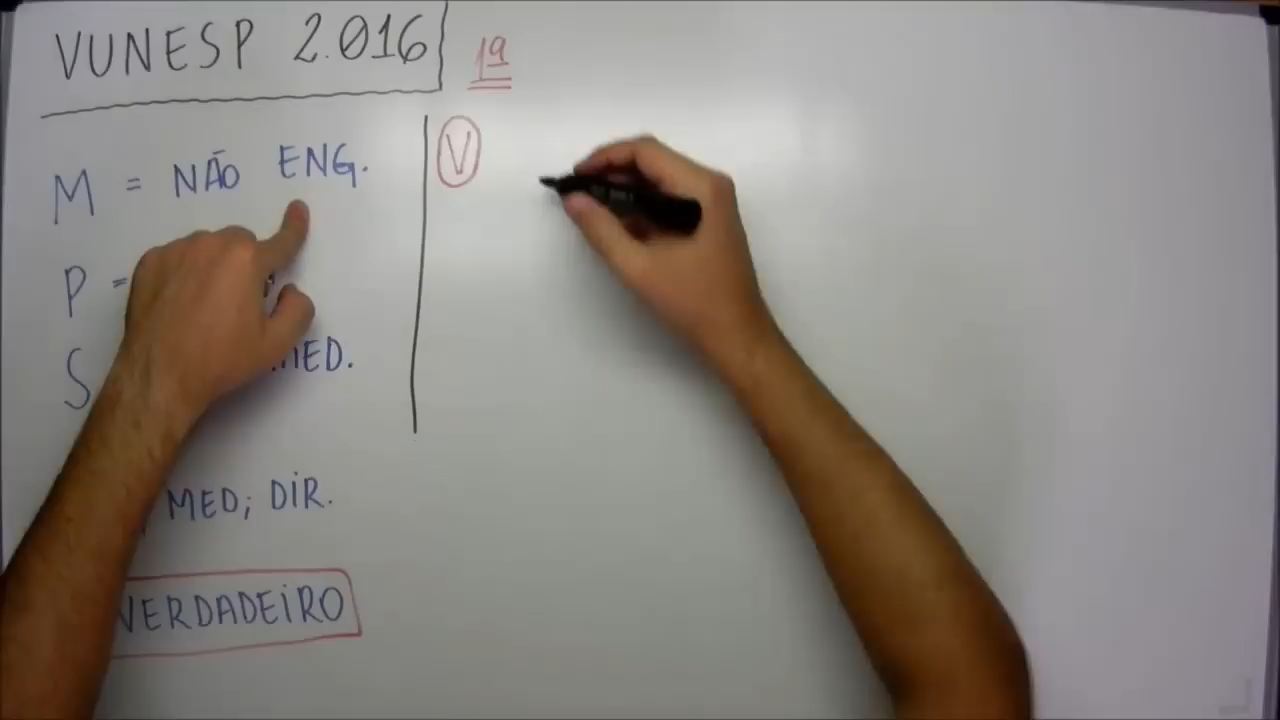 VUNESP 2.016
1ª
M = NÃO ENG.
V
P =
S MED.
MED; DIR.
VERDADEIRO